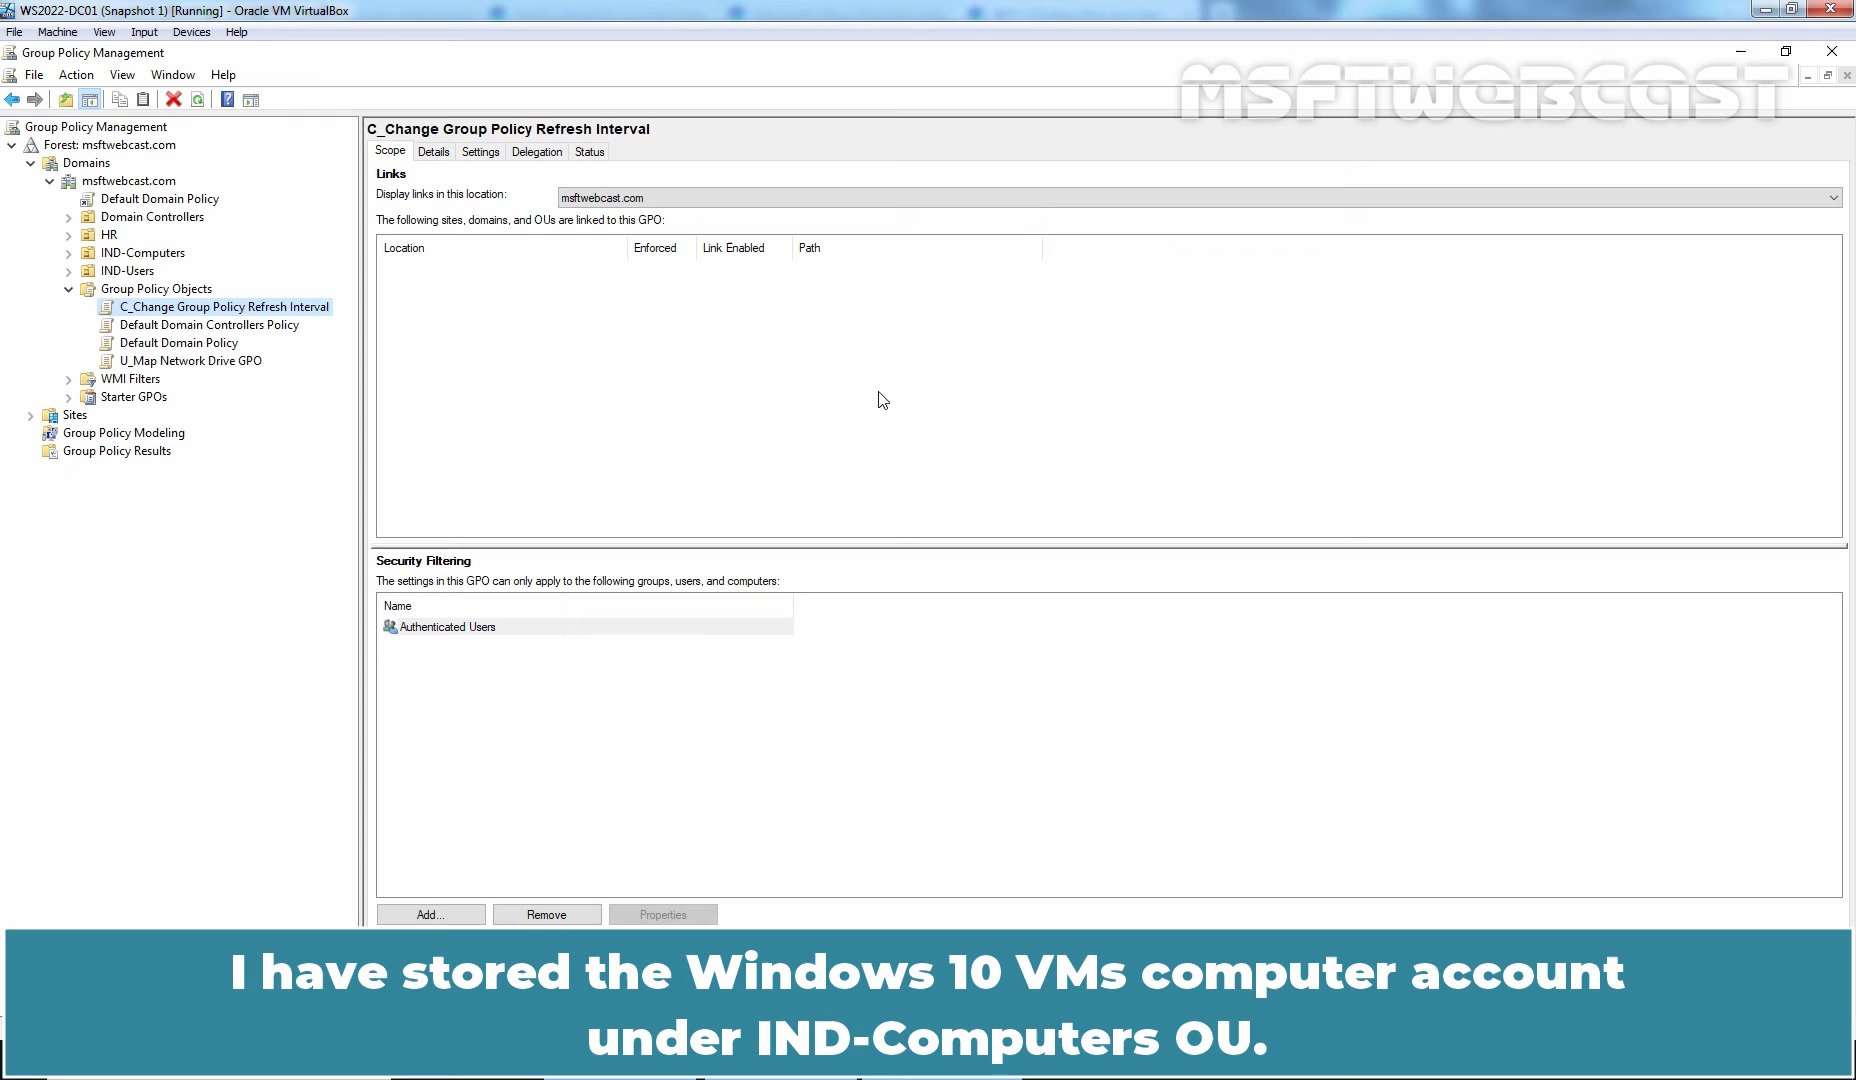 WS2022-DC01 (Snapshot 1) [Running] - Oracle VM VirtualBox
File Machine View Input Devices Help
Group Policy Management
File Action View Window Help
MSFTWEBCAST
Group Policy Management
Forest: msftwebcast.com
Domains
msftwebcast.com
Default Domain Policy
Domain Controllers
HR
IND-Computers
IND-Users
Group Policy Objects
C_Change Group Policy Refresh Interval
Default Domain Controllers Policy
Default Domain Policy
U_Map Network Drive GPO
WMI Filters
Starter GPOs
Sites
Group Policy Modeling
Group Policy Results
C_Change Group Policy Refresh Interval
Scope Details Settings Delegation Status
Links
Display links in this location: msftwebcast.com
The following sites, domains, and OUs are linked to this GPO:
Location Enforced Link Enabled Path
Security Filtering
The settings in this GPO can only apply to the following groups, users, and computers:
Name
Authenticated Users
Add... Remove Properties
I have stored the Windows 10 VMs computer account
under IND-Computers OU.